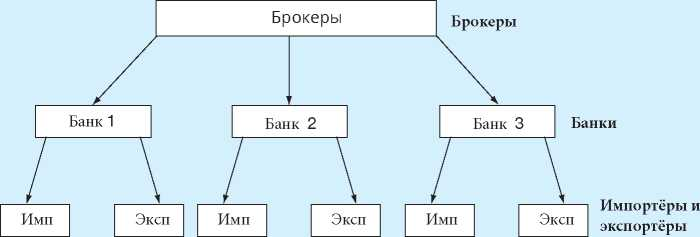 Брокеры
Брокеры
Банк 1
Банк 2
Банк 3
Банки
Имп
Эксп
Имп
Эксп
Имп
Эксп
Импортёры и
экспортёры